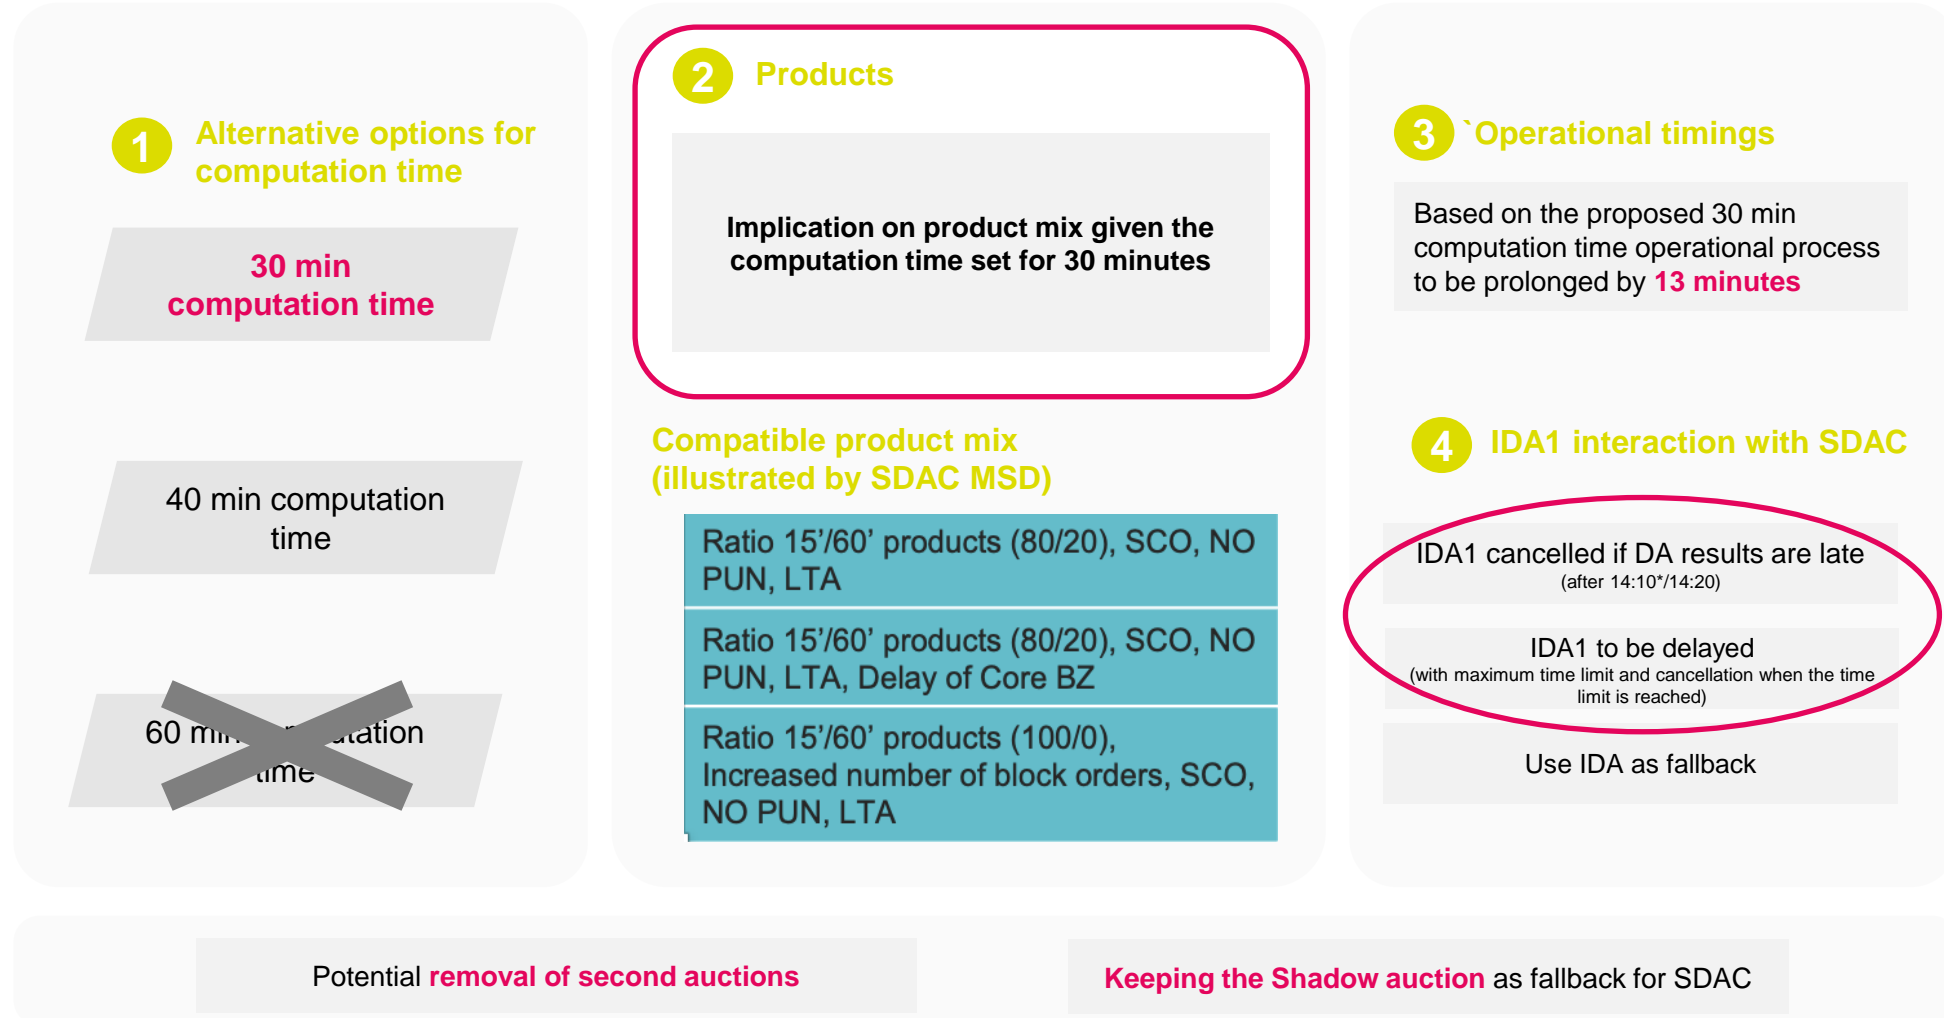 1
Alternative options for
computation time
30 min
computation time
40 min computation
time
60 min
time
2
Products
Implication on product mix given the
computation time set for 30 minutes
Compatible product mix
(illustrated by SDAC MSD)
Ratio 15’/60’ products (80/20), SCO, NO
PUN, LTA
Ratio 15’/60’ products (80/20), SCO, NO
PUN, LTA, Delay of Core BZ
Ratio 15’/60’ products (100/0),
Increased number of block orders, SCO,
NO PUN, LTA
3
`Operational timings
Based on the proposed 30 min
computation time operational process
to be prolonged by 13 minutes
4
IDA1 interaction with SDAC
IDA1 cancelled if DA results are late
(after 14:10*/14:20)
IDA1 to be delayed
(with maximum time limit and cancellation when the time
limit is reached)
Use IDA as fallback
Potential removal of second auctions
Keeping the Shadow auction as fallback for SDAC